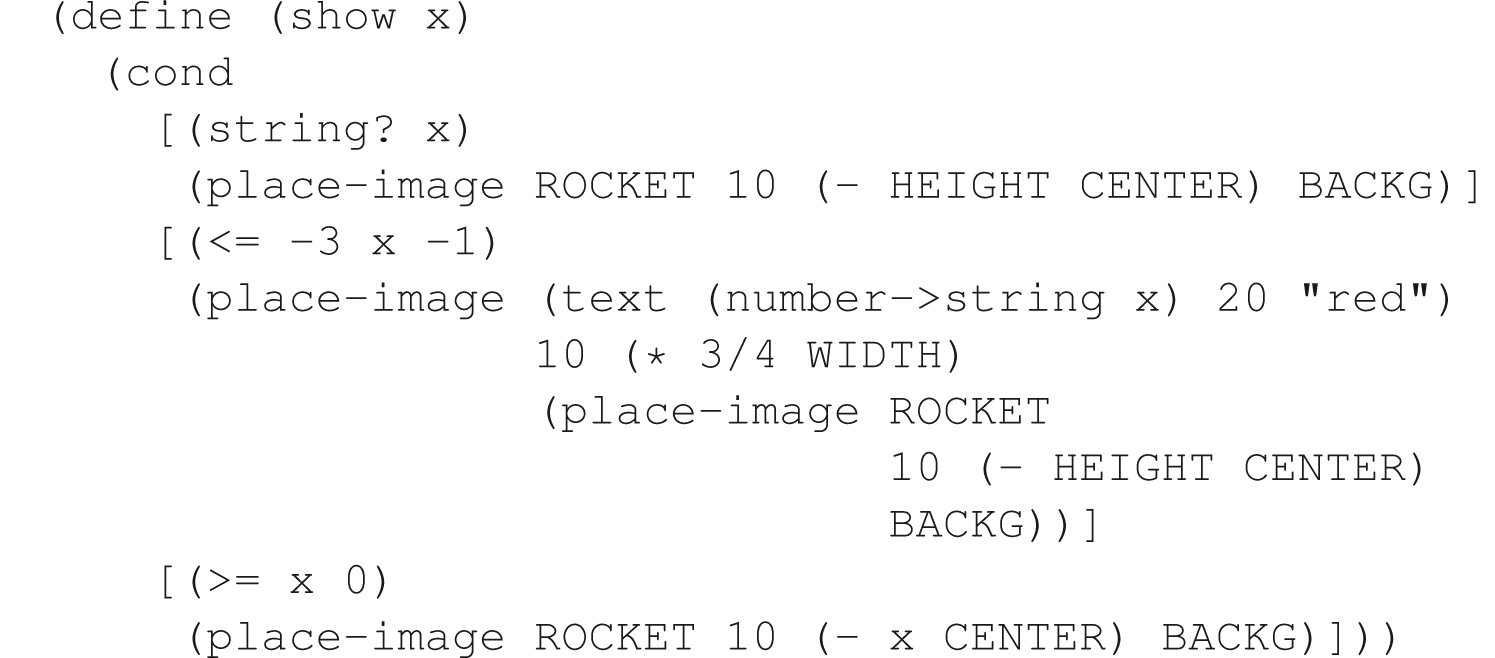 (define (show x)
  (cond
    [(string? x)
     (place-image ROCKET 10 (- HEIGHT CENTER) BACKG)]
    [(<= -3 x -1)
     (place-image (text (number->string x) 20 "red")
                  10 (* 3/4 WIDTH)
                  (place-image ROCKET
                               10 (- HEIGHT CENTER)
                               BACKG))]
    [(>= x 0)
     (place-image ROCKET 10 (- x CENTER) BACKG)]))